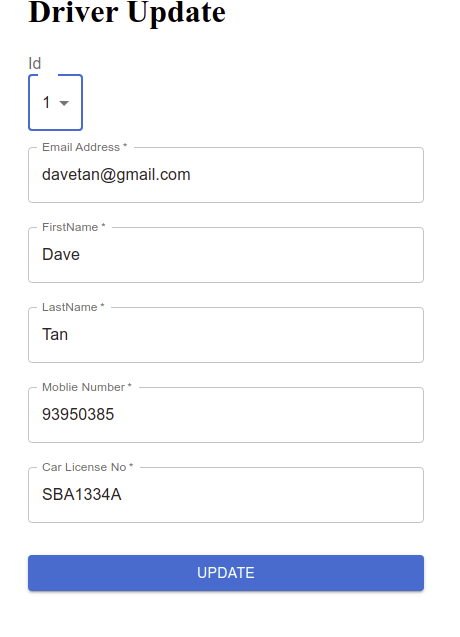 Driver Update
Id
1
Email Address *
davetan@gmail.com
FirstName *
Dave
LastName *
Tan
Moblie Number *
93950385
Car License No *
SBA1334A
UPDATE